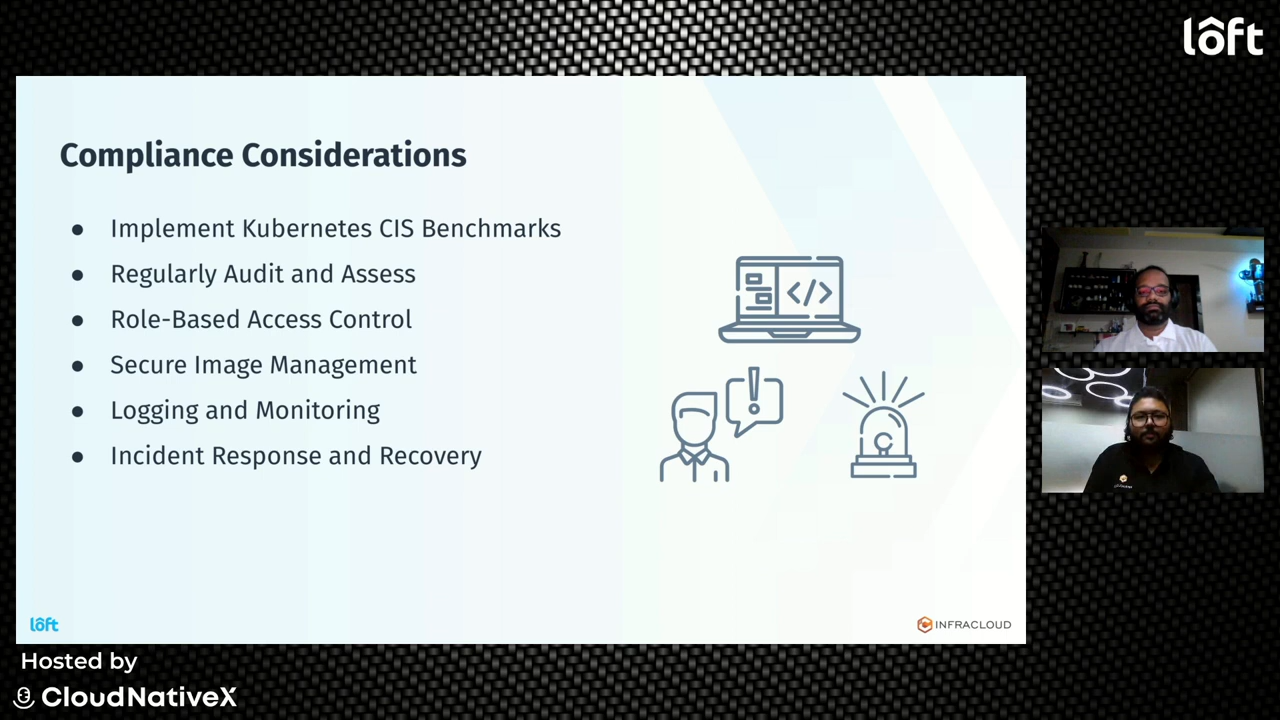 lôft
Compliance Considerations
● Implement Kubernetes CIS Benchmarks
● Regularly Audit and Assess
● Role-Based Access Control
● Secure Image Management
● Logging and Monitoring
● Incident Response and Recovery
lôft
INFRACLOUD
Hosted by
CloudNativeX